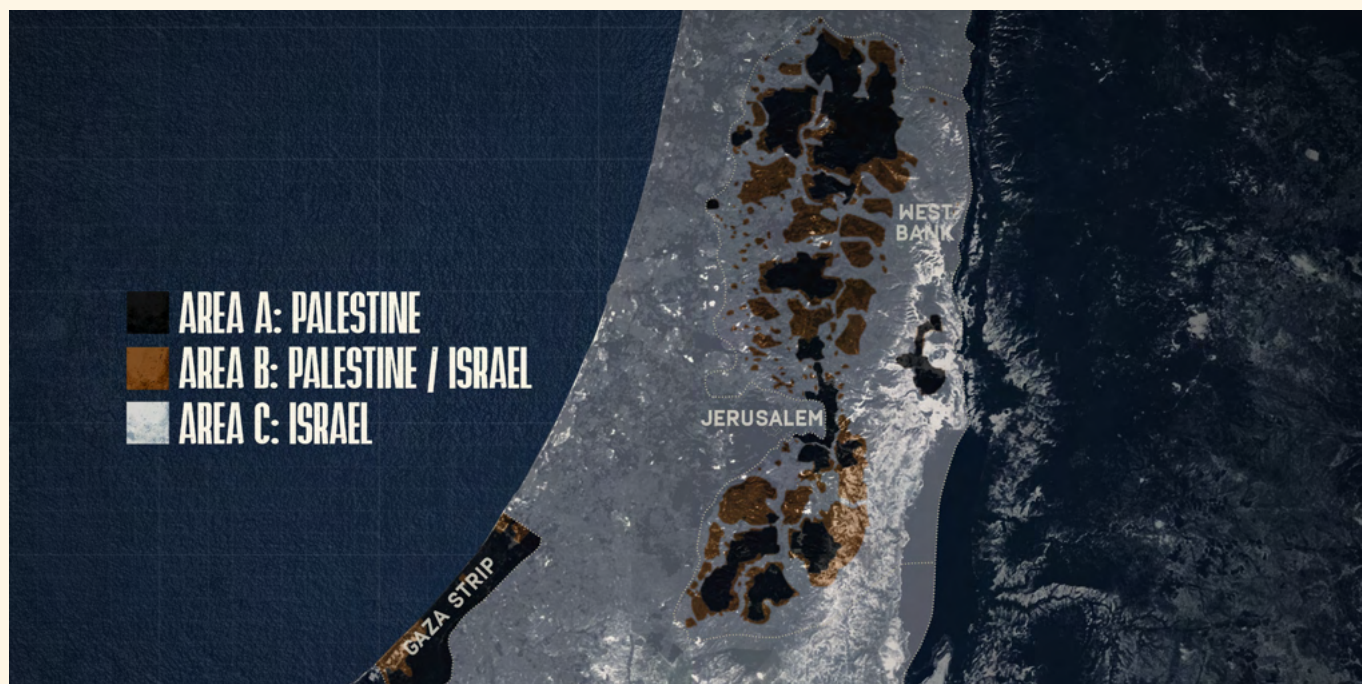 WEST
BANK
AREA A: PALESTINE
AREA B: PALESTINE / ISRAEL
AREA C: ISRAEL
JERUSALEM
GAZA STRIP